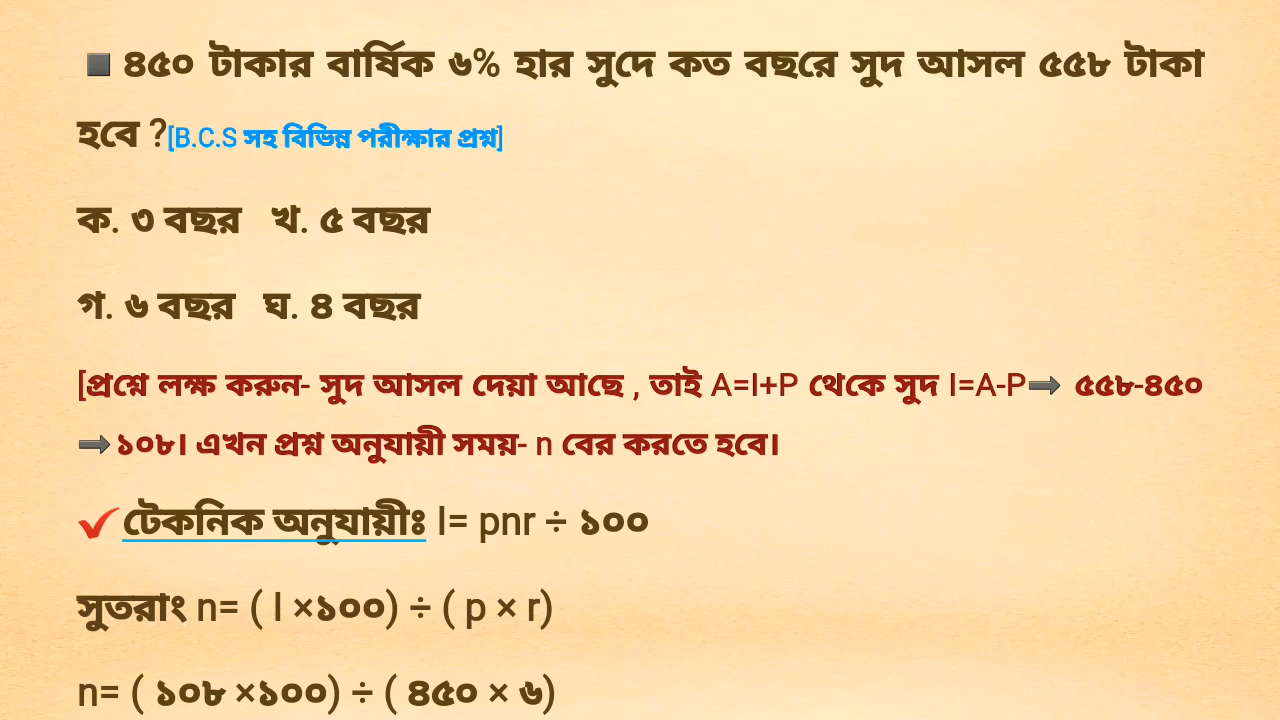 ◾৪৫০ টাকার বার্ষিক ৬% হার সুদে কত বছরে সুদ আসল ৫৫৮ টাকা
হবে ?[B.C.S সহ বিভিন্ন পরীক্ষার প্রশ্ন]
ক. ৩ বছর খ. ৫ বছর
গ. ৬ বছর ঘ. ৪ বছর
[প্রশ্নে লক্ষ করুন- সুদ আসল দেয়া আছে , তাই A=I+P থেকে সুদ I=A-P➡ ৫৫৮-৪৫০
➡১০৮। এখন প্রশ্ন অনুযায়ী সময়- n বের করতে হবে।
✔টেকনিক অনুযায়ীঃ I= pnr ÷ ১০০
সুতরাং n= ( I ×১০০) ÷ ( p × r)
n= ( ১০৮ ×১০০) ÷ ( ৪৫০ × ৬)